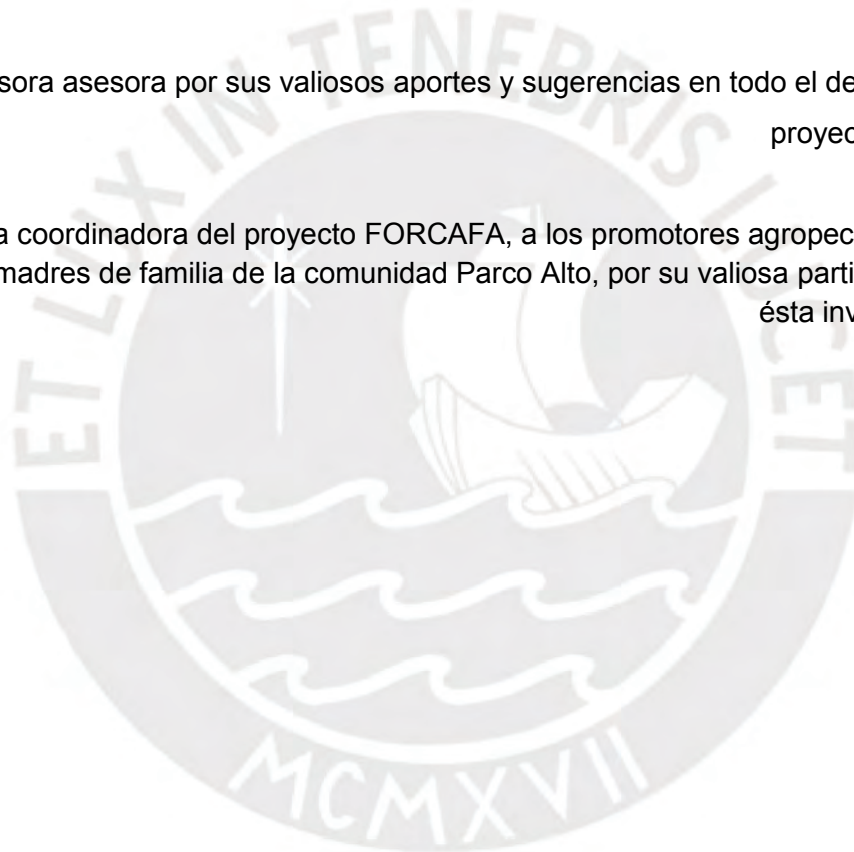 sora asesora por sus valiosos aportes y sugerencias en todo el de
proyec
a coordinadora del proyecto FORCAFA, a los promotores agropec
madres de familia de la comunidad Parco Alto, por su valiosa parti
ésta inv
ET LUX IN TENEBRIS LUCET
MCMXVII